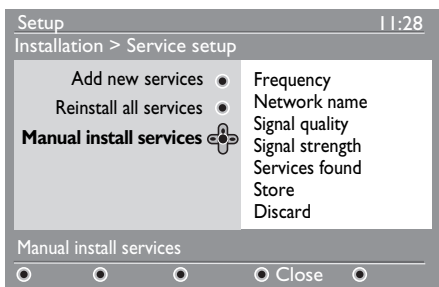 Setup 11:28
Installation > Service setup
Add new services
Reinstall all services
Manual install services
Frequency
Network name
Signal quality
Signal strength
Services found
Store
Discard
Manual install services
Close